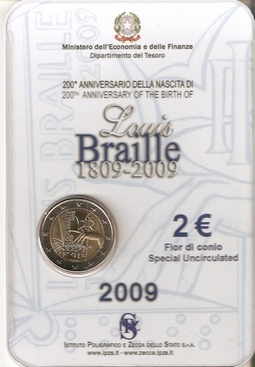 Ministero dell'Economia e delle Finanze
Dipartimento del Tesoro
200° ANNIVERSARIO DELLA NASCITA DI
200TH ANNIVERSARY OF THE BIRTH OF
Louis
Braille
1809-2009
2 €
Fior di conio
Special Uncirculated
2009
ISTITUTO POLIGRAFICO E ZECCA DELLO STATO S.P.A.
www.ipzs.it - www.zecca.ipzs.it